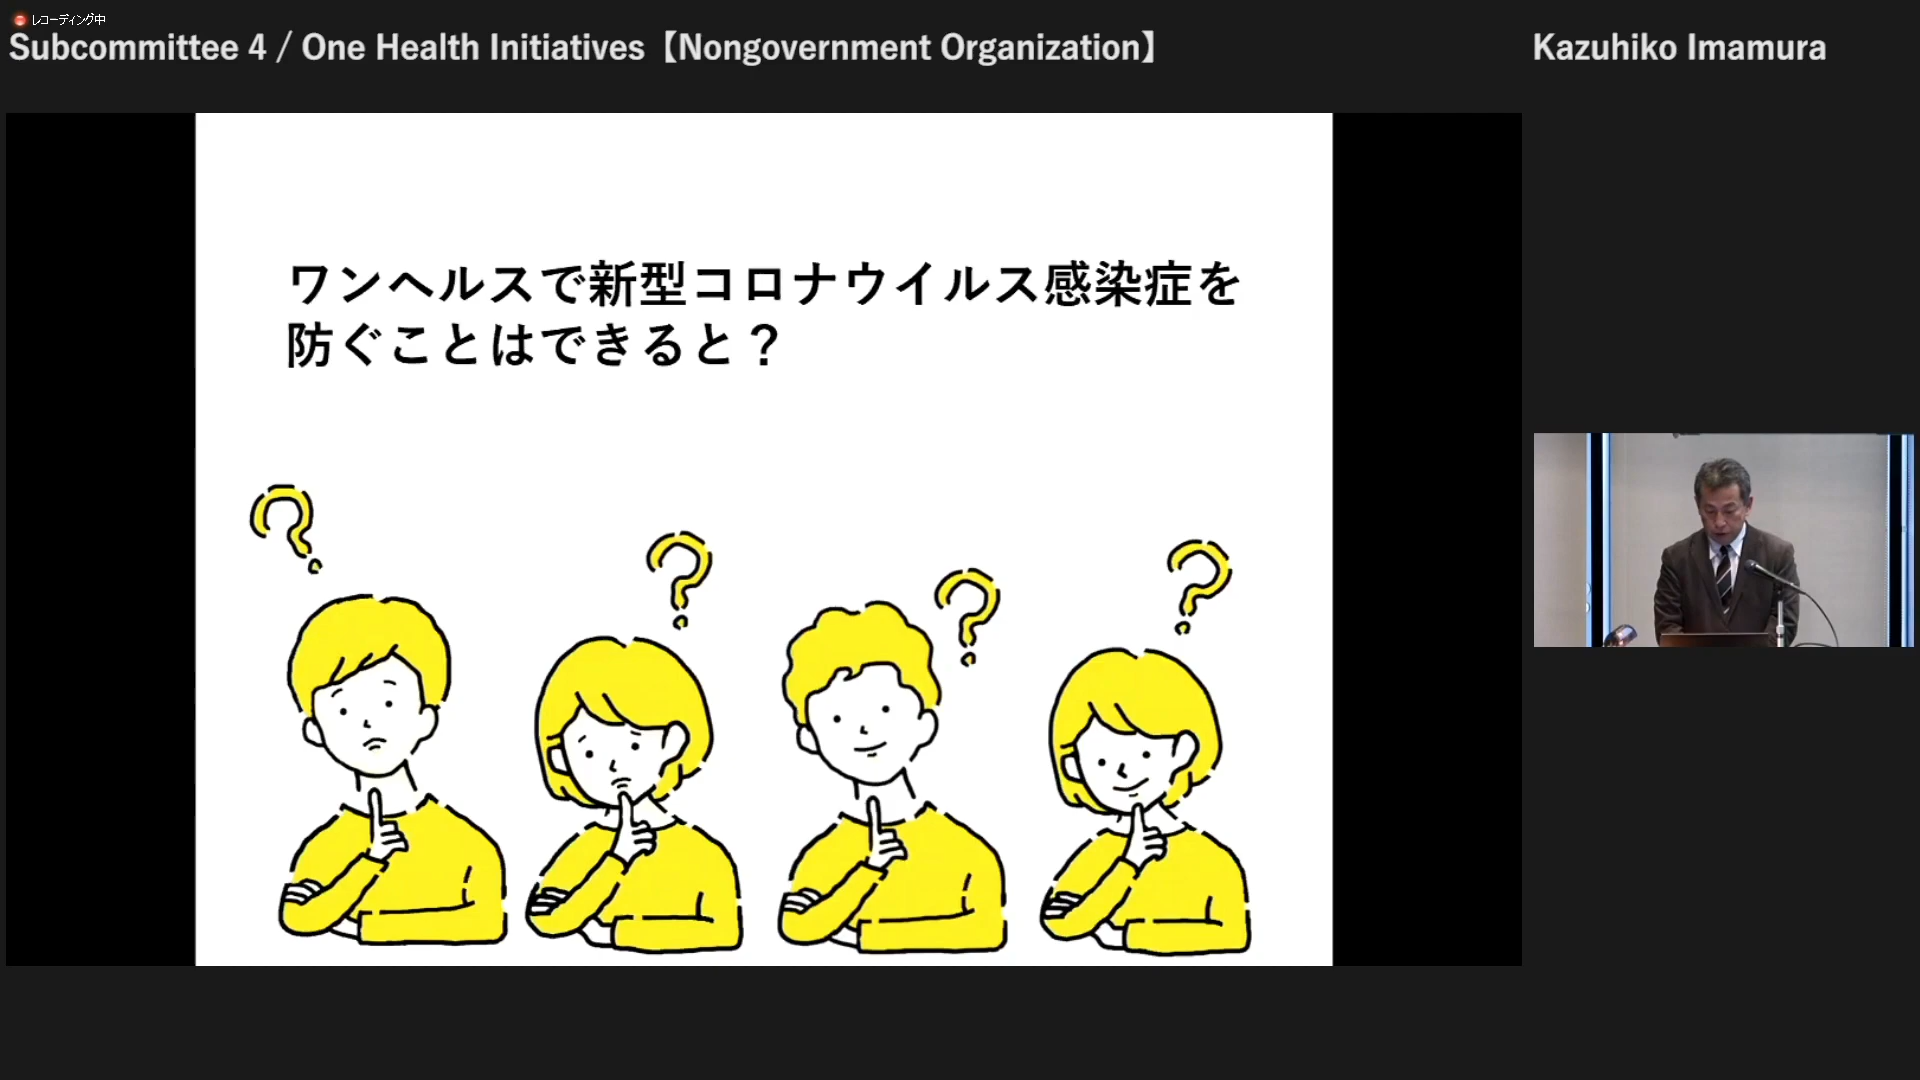 レコーディング中
Subcommittee 4 / One Health Initiatives【Nongovernment Organization】
Kazuhiko Imamura
ワンヘルスで新型コロナウイルス感染症を
防ぐことはできると？